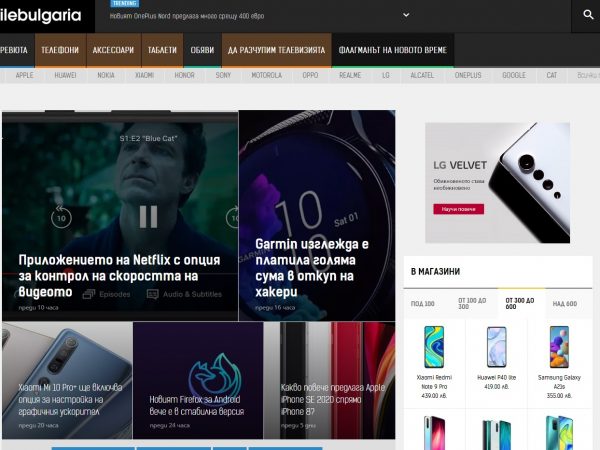 ilebulgaria
TRENDING
Новият OnePlus Nord предлага много срещу 400 евро
РЕВЮТА ТЕЛЕФОНИ АКСЕСОАРИ ТАБЛЕТИ ОБЯВИ ДА РАЗЧУПИМ ТЕЛЕВИЗИЯТА ФЛАГМАНЪТ НА НОВОТО ВРЕМЕ
APPLE HUAWEI NOKIA XIAOMI HONOR SONY MOTOROLA OPPO REALME LG ALCATEL ONEPLUS GOOGLE CAT Всички
S1:E2 "Blue Cat"
10
10
Приложението на Netflix с опция
за контрол на скоростта на
видеото
Episodes Audio & Subtitles
преди 10 часа
10
10
SAT 01
Garmin изглежда е
платила голяма
сума в откуп на
хакери
преди 16 часа
Xiaomi Mi 10 Pro+ ще включва
опция за настройка на
графичния ускорител
преди 20 часа
Новият Firefox за Android
вече е в стабилна версия
преди 24 часа
Какво повече предлага Apple
iPhone SE 2020 спрямо
iPhone 8?
преди 5 дни
LG VELVET
Обикновеното става
необикновено
Научи повече
В МАГАЗИНИ
ПОД 100
ОТ 100 ДО
300
ОТ 300 ДО
600
НАД 600
Xiaomi Redmi
Note 9 Pro
439.00 лв.
Huawei P40 lite
419.00 лв.
Samsung Galaxy
A21s
355.00 лв.